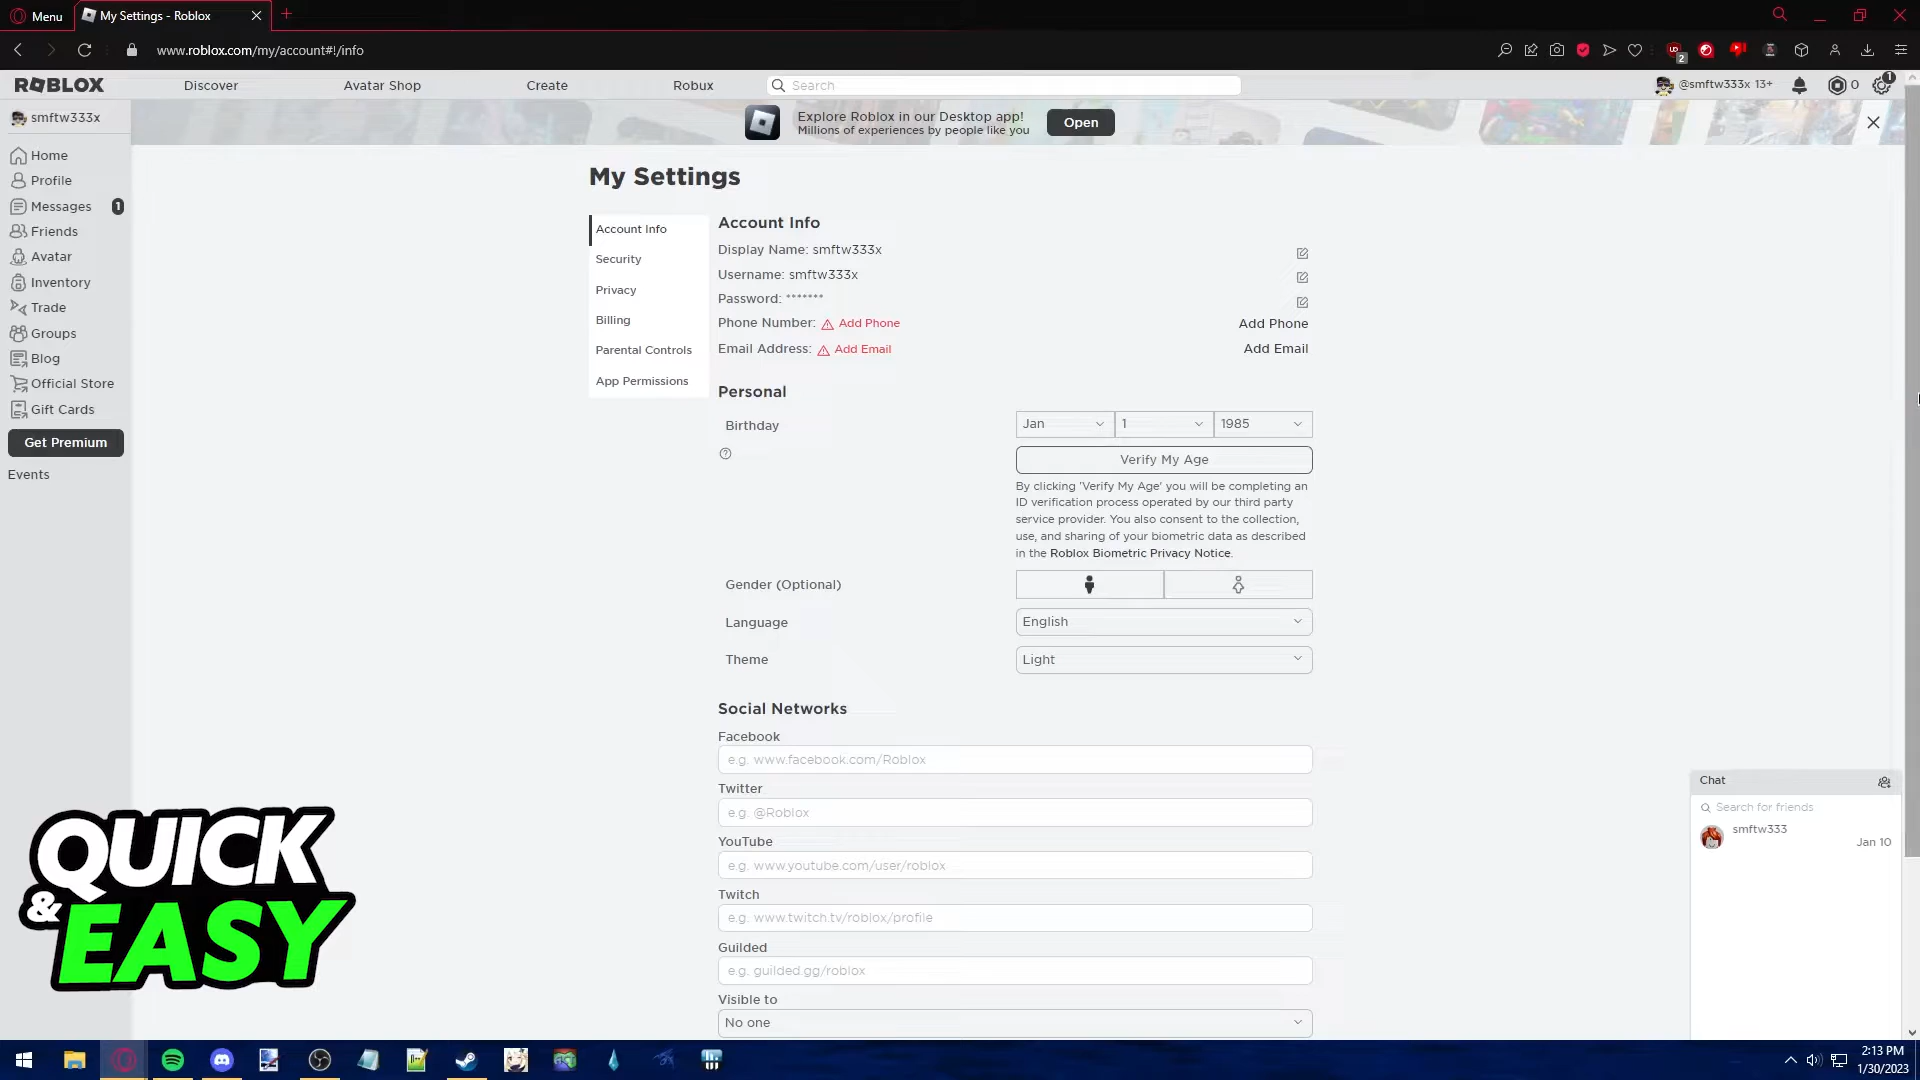 Menu
My Settings - Roblox
www.roblox.com/my/account#!/info
2
ROBLOX
Discover
Avatar Shop
Create
Robux
Search
@smftw333x 13+
0
1
smftw333x
Explore Roblox in our Desktop app!
Millions of experiences by people like you
Open
Home
Profile
Messages
1
Friends
Avatar
Inventory
Trade
Groups
Blog
Official Store
Gift Cards
Get Premium
Events
My Settings
Account Info
Security
Privacy
Billing
Parental Controls
App Permissions
Account Info
Display Name: smftw333x
Username: smftw333x
Password: *******
Phone Number: Add Phone
Add Phone
Email Address: Add Email
Add Email
Personal
Birthday
Jan
1
1985
Verify My Age
By clicking 'Verify My Age' you will be completing an
ID verification process operated by our third party
service provider. You also consent to the collection,
use, and sharing of your biometric data as described
in the Roblox Biometric Privacy Notice.
Gender (Optional)
Language
English
Theme
Light
Social Networks
Facebook
e.g. www.facebook.com/Roblox
Twitter
e.g. @Roblox
YouTube
e.g. www.youtube.com/user/roblox
Twitch
e.g. www.twitch.tv/roblox/profile
Guilded
e.g. guilded.gg/roblox
Visible to
No one
Chat
Search for friends
smftw333
Jan 10
QUICK
& EASY
2:13 PM
1/30/2023